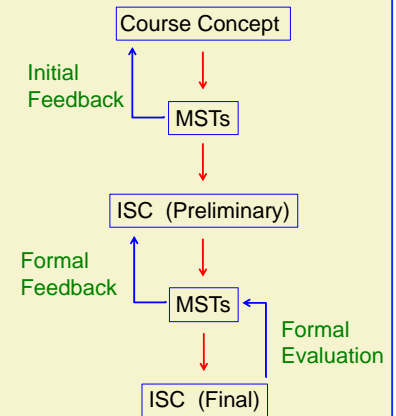 Course Concept
Initial
Feedback
MSTs
ISC (Preliminary)
Formal
Feedback
MSTs
Formal
Evaluation
ISC (Final)